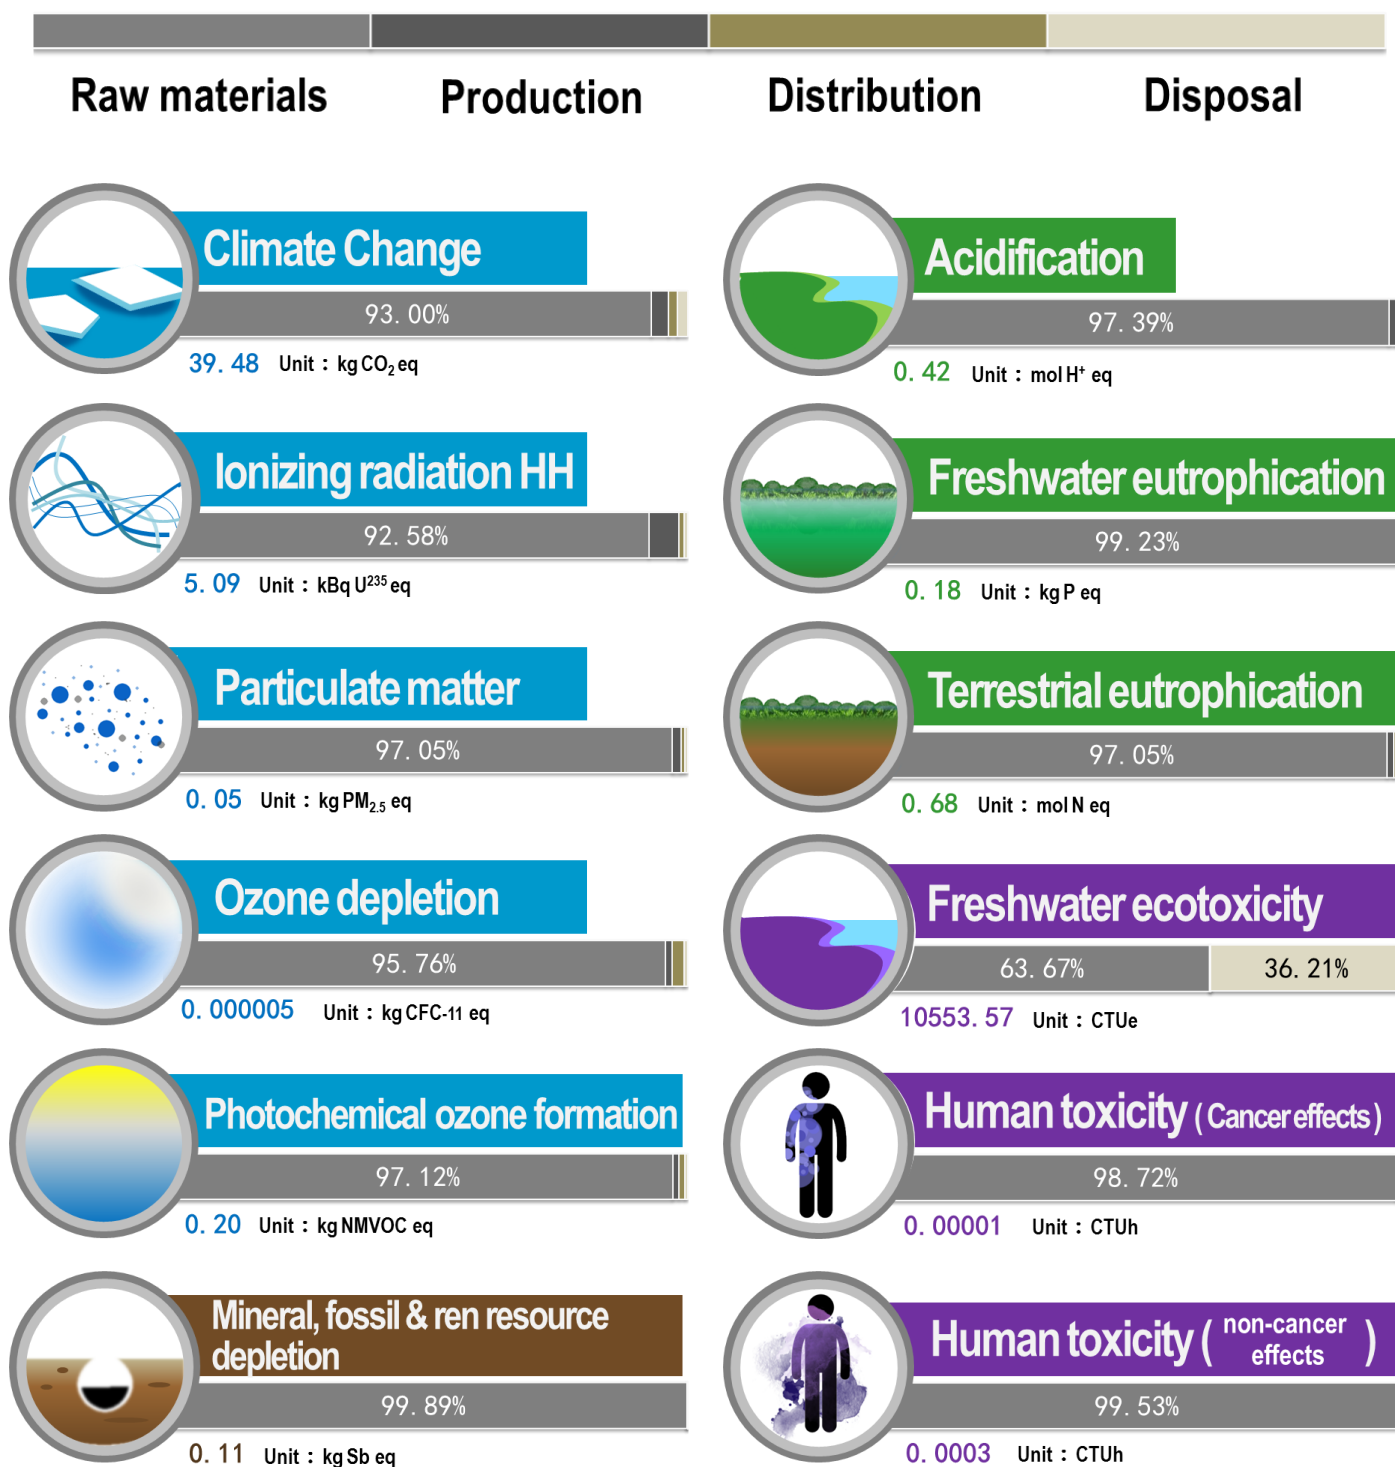 Raw materials
Production
Distribution
Disposal
Climate Change
93.00%
39.48 Unit : kg CO₂ eq
Ionizing radiation HH
92.58%
5.09 Unit : kBq U²³⁵ eq
Particulate matter
97.05%
0.05 Unit : kg PM₂.₅ eq
Ozone depletion
95.76%
0.000005 Unit : kg CFC-11 eq
Photochemical ozone formation
97.12%
0.20 Unit : kg NMVOC eq
Mineral, fossil & ren resource
depletion
99.89%
0.11 Unit : kg Sb eq
Acidification
97.39%
0.42 Unit : mol H⁺ eq
Freshwater eutrophication
99.23%
0.18 Unit : kg P eq
Terrestrial eutrophication
97.05%
0.68 Unit : mol N eq
Freshwater ecotoxicity
63.67% 36.21%
10553.57 Unit : CTUe
Human toxicity ( Cancer effects )
98.72%
0.00001 Unit : CTUh
Human toxicity ( non-cancer
effects )
99.53%
0.0003 Unit : CTUh